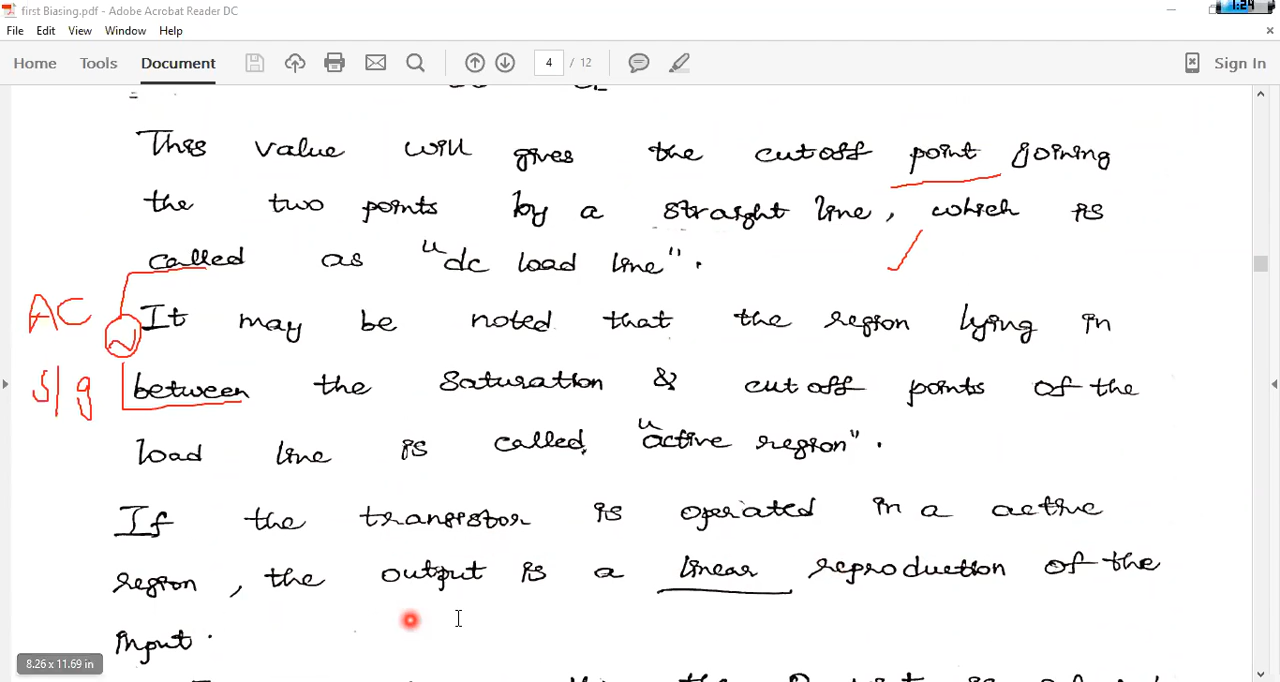 first Biasing.pdf - Adobe Acrobat Reader DC
1:24
File Edit View Window Help
Home Tools Document 4 / 12 Sign In
This value will gives the cutoff point joining
the two points by a straight line, which is
called as "dc load line".
AC
It may be noted that the region lying in
S/g
between the saturation & cut off points of the
load line is called "active region".
If the transistor is operated in a active
region, the output is a linear reproduction of the
input.
8.26 x 11.69 in